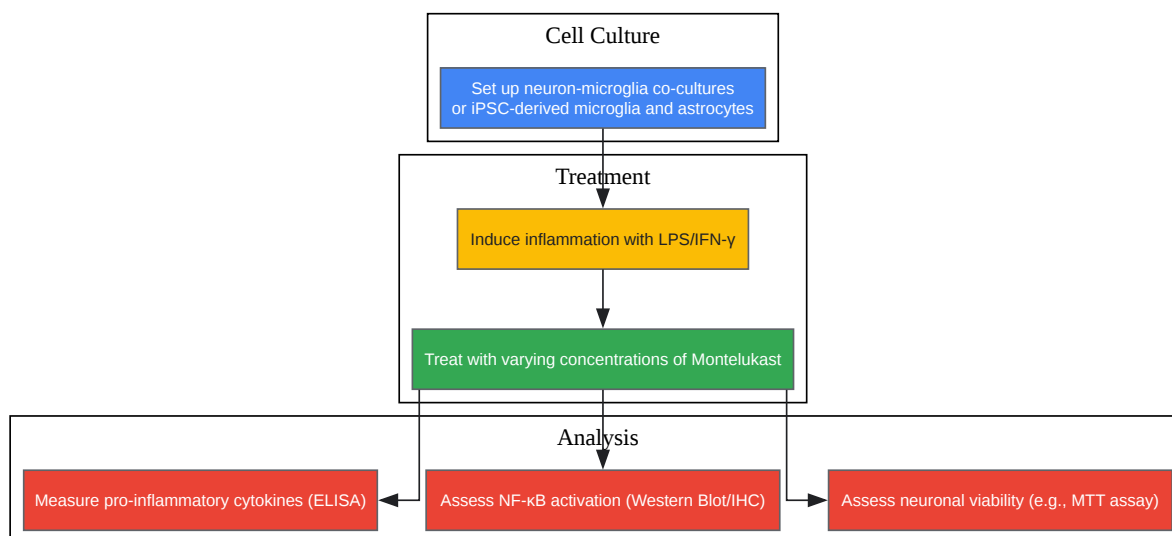 Cell Culture
Set up neuron-microglia co-cultures
or iPSC-derived microglia and astrocytes
Treatment
Induce inflammation with LPS/IFN-γ
Treat with varying concentrations of Montelukast
Analysis
Measure pro-inflammatory cytokines (ELISA)
Assess NF-κB activation (Western Blot/IHC)
Assess neuronal viability (e.g., MTT assay)